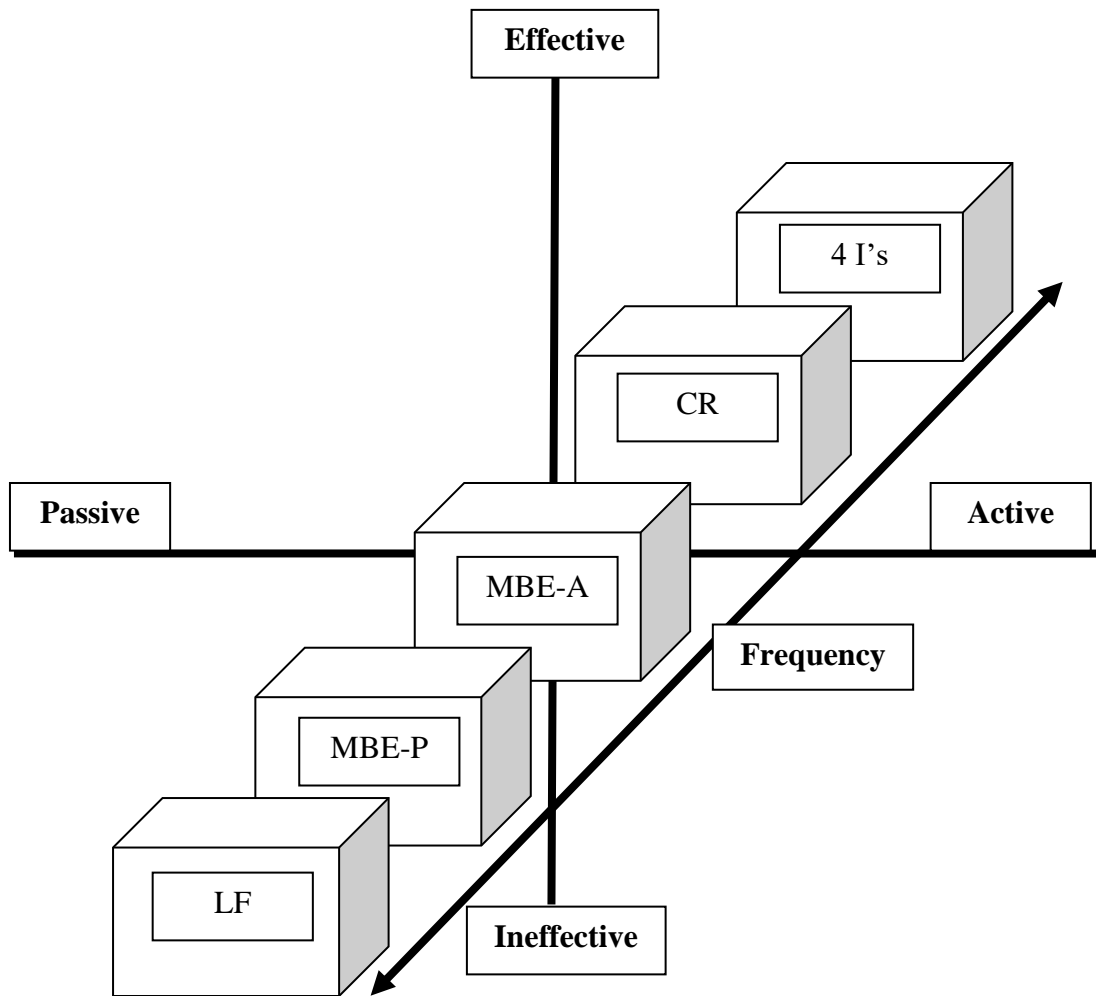 Effective
4 I’s
CR
Passive
Active
MBE-A
Frequency
MBE-P
LF
Ineffective